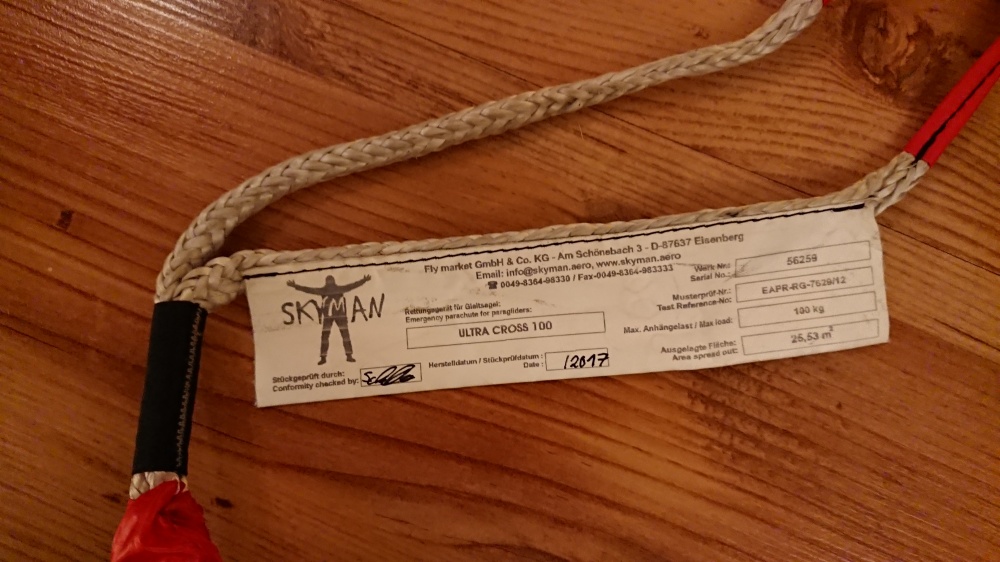 Fly market GmbH & Co. KG - Am Schönebach 3 - D-87637 Eisenberg
Email: info@skyman.aero, www.skyman.aero
☎ 0049-8364-98330 / Fax-0049-8364-983333
SKYMAN
Rettungsgerät für Gleitsegel:
Emergency parachute for paragliders:
ULTRA CROSS 100
Stückgeprüft durch:
Conformity checked by:
Herstelldatum / Stückprüfdatum :
Date :
12017
Werk-Nr.:
Serial No.:
56259
Musterprüf-Nr.:
Test Reference-No:
EAPR-RG-7629/12
Max. Anhängelast / Max load:
100 kg
Ausgelegte Fläche:
Area spread out:
25,53 m²